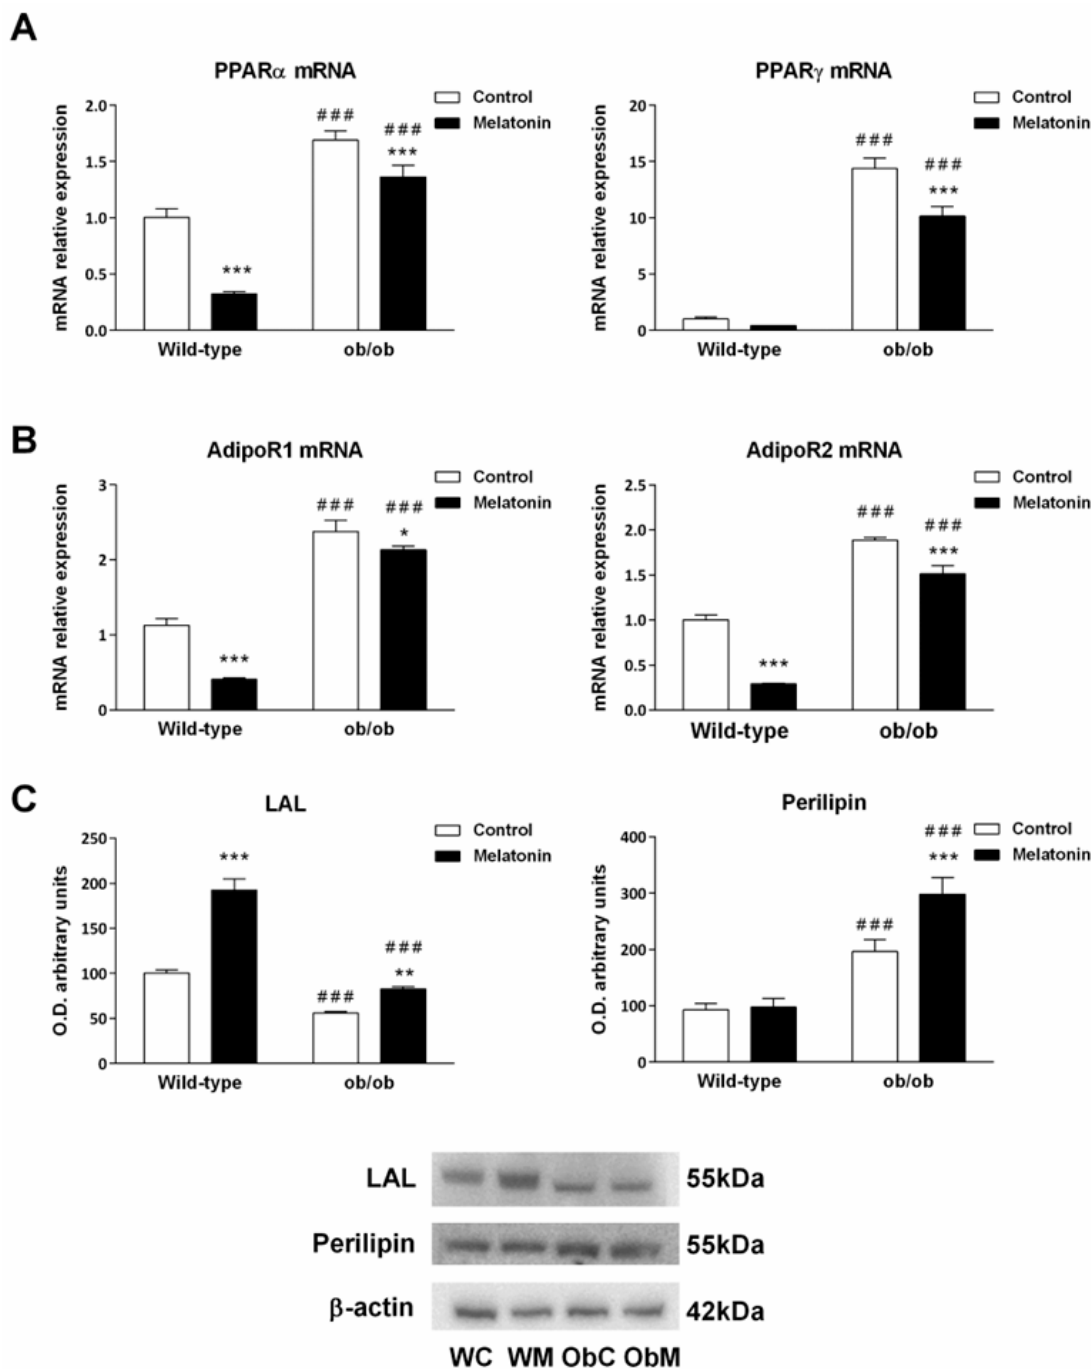 A
PPARα mRNA
mRNA relative expression
2.0
1.5
1.0
0.5
0.0
Control
Melatonin
***
###
###
***
Wild-type ob/ob
PPARγ mRNA
mRNA relative expression
20
15
10
5
0
Control
Melatonin
###
###
***
Wild-type ob/ob
B
AdipoR1 mRNA
mRNA relative expression
3
2
1
0
Control
Melatonin
***
###
###
*
Wild-type ob/ob
AdipoR2 mRNA
mRNA relative expression
2.5
2.0
1.5
1.0
0.5
0.0
Control
Melatonin
***
###
###
***
Wild-type ob/ob
C
LAL
O.D. arbitrary units
250
200
150
100
50
0
Control
Melatonin
***
###
###
**
Wild-type ob/ob
Perilipin
O.D. arbitrary units
400
300
200
100
0
Control
Melatonin
###
###
***
Wild-type ob/ob
LAL 55kDa
Perilipin 55kDa
β-actin 42kDa
WC WM ObC ObM